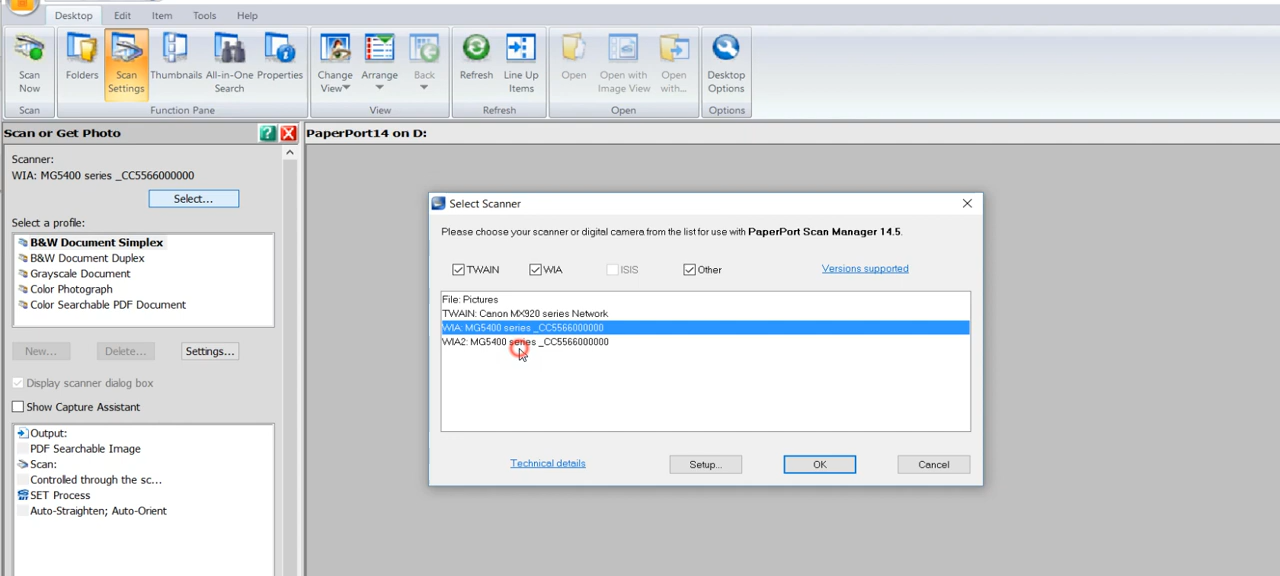 Desktop Edit Item Tools Help
Scan Now
Folders
Scan Settings
Thumbnails
All-in-One Search
Properties
Change View
Arrange
Back
Refresh
Line Up Items
Open
Open with Image View
Open with...
Desktop Options
Scan Function Pane View Refresh Open Options
Scan or Get Photo
PaperPort14 on D:
Scanner:
WIA: MG5400 series _CC5566000000
Select...
Select a profile:
B&W Document Simplex
B&W Document Duplex
Grayscale Document
Color Photograph
Color Searchable PDF Document
New... Delete... Settings...
Display scanner dialog box
Show Capture Assistant
Output:
PDF Searchable Image
Scan:
Controlled through the sc...
SET Process
Auto-Straighten; Auto-Orient
Select Scanner
Please choose your scanner or digital camera from the list for use with PaperPort Scan Manager 14.5.
TWAIN WIA ISIS Other Versions supported
File: Pictures
TWAIN: Canon MX920 series Network
WIA: MG5400 series _CC5566000000
WIA2: MG5400 series _CC5566000000
Technical details Setup... OK Cancel